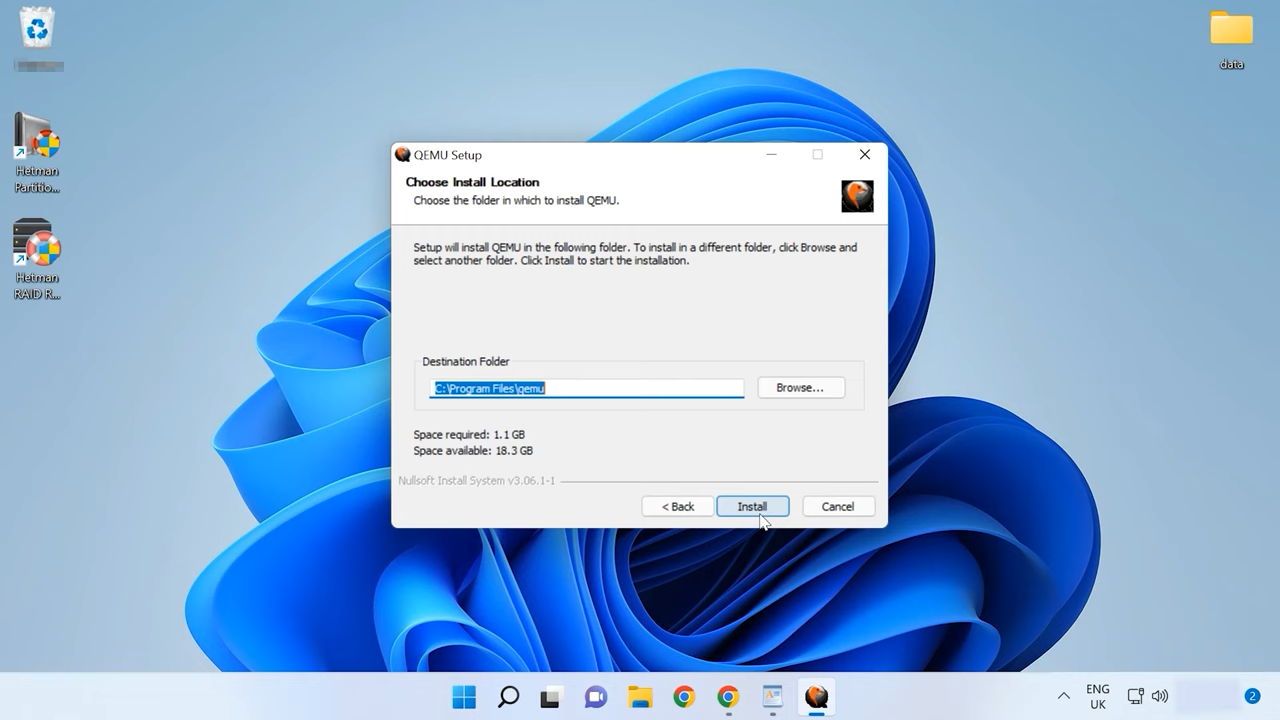 data
Hetman
Partitio...
Hetman
RAID R...
QEMU Setup
Choose Install Location
Choose the folder in which to install QEMU.
Setup will install QEMU in the following folder. To install in a different folder, click Browse and
select another folder. Click Install to start the installation.
Destination Folder
C:\Program Files\qemu
Browse...
Space required: 1.1 GB
Space available: 18.3 GB
Nullsoft Install System v3.06.1-1
< Back
Install
Cancel
ENG
UK
2